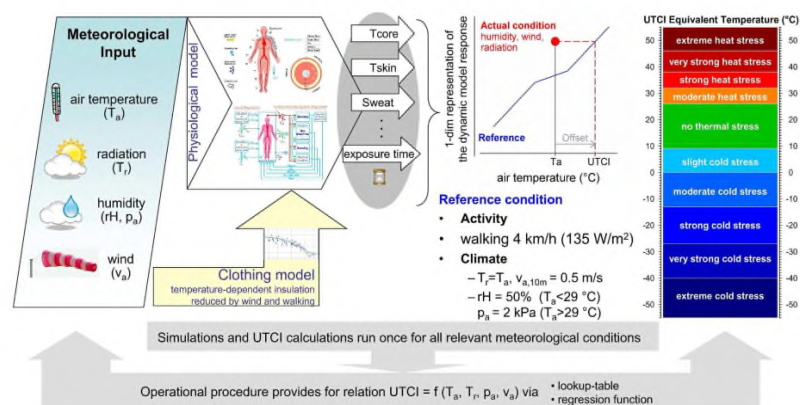 Meteorological
Input
air temperature
(Ta)
radiation
(Tr)
humidity
(rH, pa)
wind
(va)
Physiological model
Tcore
Tskin
Sweat
exposure time
Clothing model
temperature-dependent insulation
reduced by wind and walking
1-dim representation of
the dynamic model response
Actual condition
humidity, wind,
radiation
Reference
Offset
Ta
UTCI
air temperature (°C)
Reference condition
• Activity
• walking 4 km/h (135 W/m²)
• Climate
– Tr=Ta, va,10m = 0.5 m/s
– rH = 50% (Ta<29 °C)
pa = 2 kPa (Ta>29 °C)
UTCI Equivalent Temperature (°C)
50
40
30
20
10
0
-10
-20
-30
-40
-50
extreme heat stress
very strong heat stress
strong heat stress
moderate heat stress
no thermal stress
slight cold stress
moderate cold stress
strong cold stress
very strong cold stress
extreme cold stress
50
40
30
20
10
0
-10
-20
-30
-40
-50
Simulations and UTCI calculations run once for all relevant meteorological conditions
Operational procedure provides for relation UTCI = f (Ta, Tr, pa, va) via
• lookup-table
• regression function